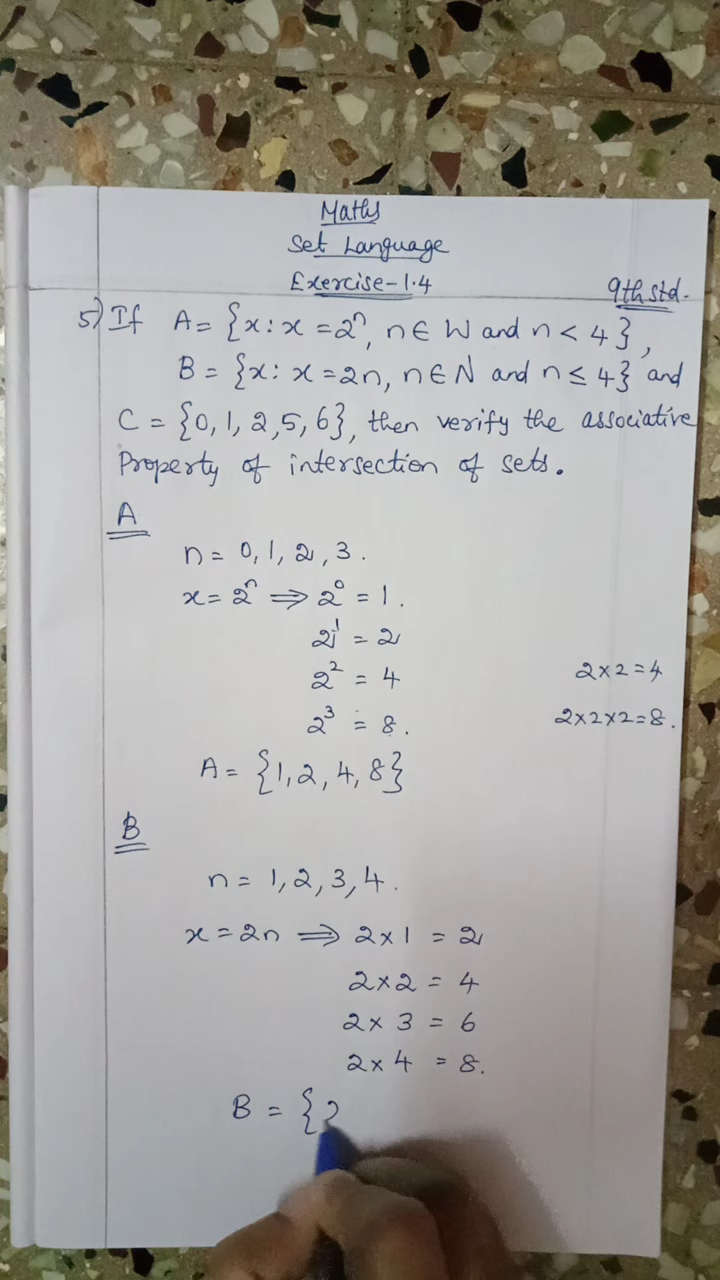 Maths
Set Language
Exercise-1.4
9th std.
5) If A = {x : x = 2ⁿ, n ∈ W and n < 4},
B = {x : x = 2n, n ∈ N and n ≤ 4} and
C = {0, 1, 2, 5, 6}, then verify the associative
Property of intersection of sets.
A
n = 0, 1, 2, 3.
x = 2ⁿ ⟹ 2⁰ = 1.
2¹ = 2
2² = 4 2×2=4
2³ = 8. 2×2×2=8.
A = {1, 2, 4, 8}
B
n = 1, 2, 3, 4.
x = 2n ⟹ 2×1 = 2
2×2 = 4
2×3 = 6
2×4 = 8.
B = {2